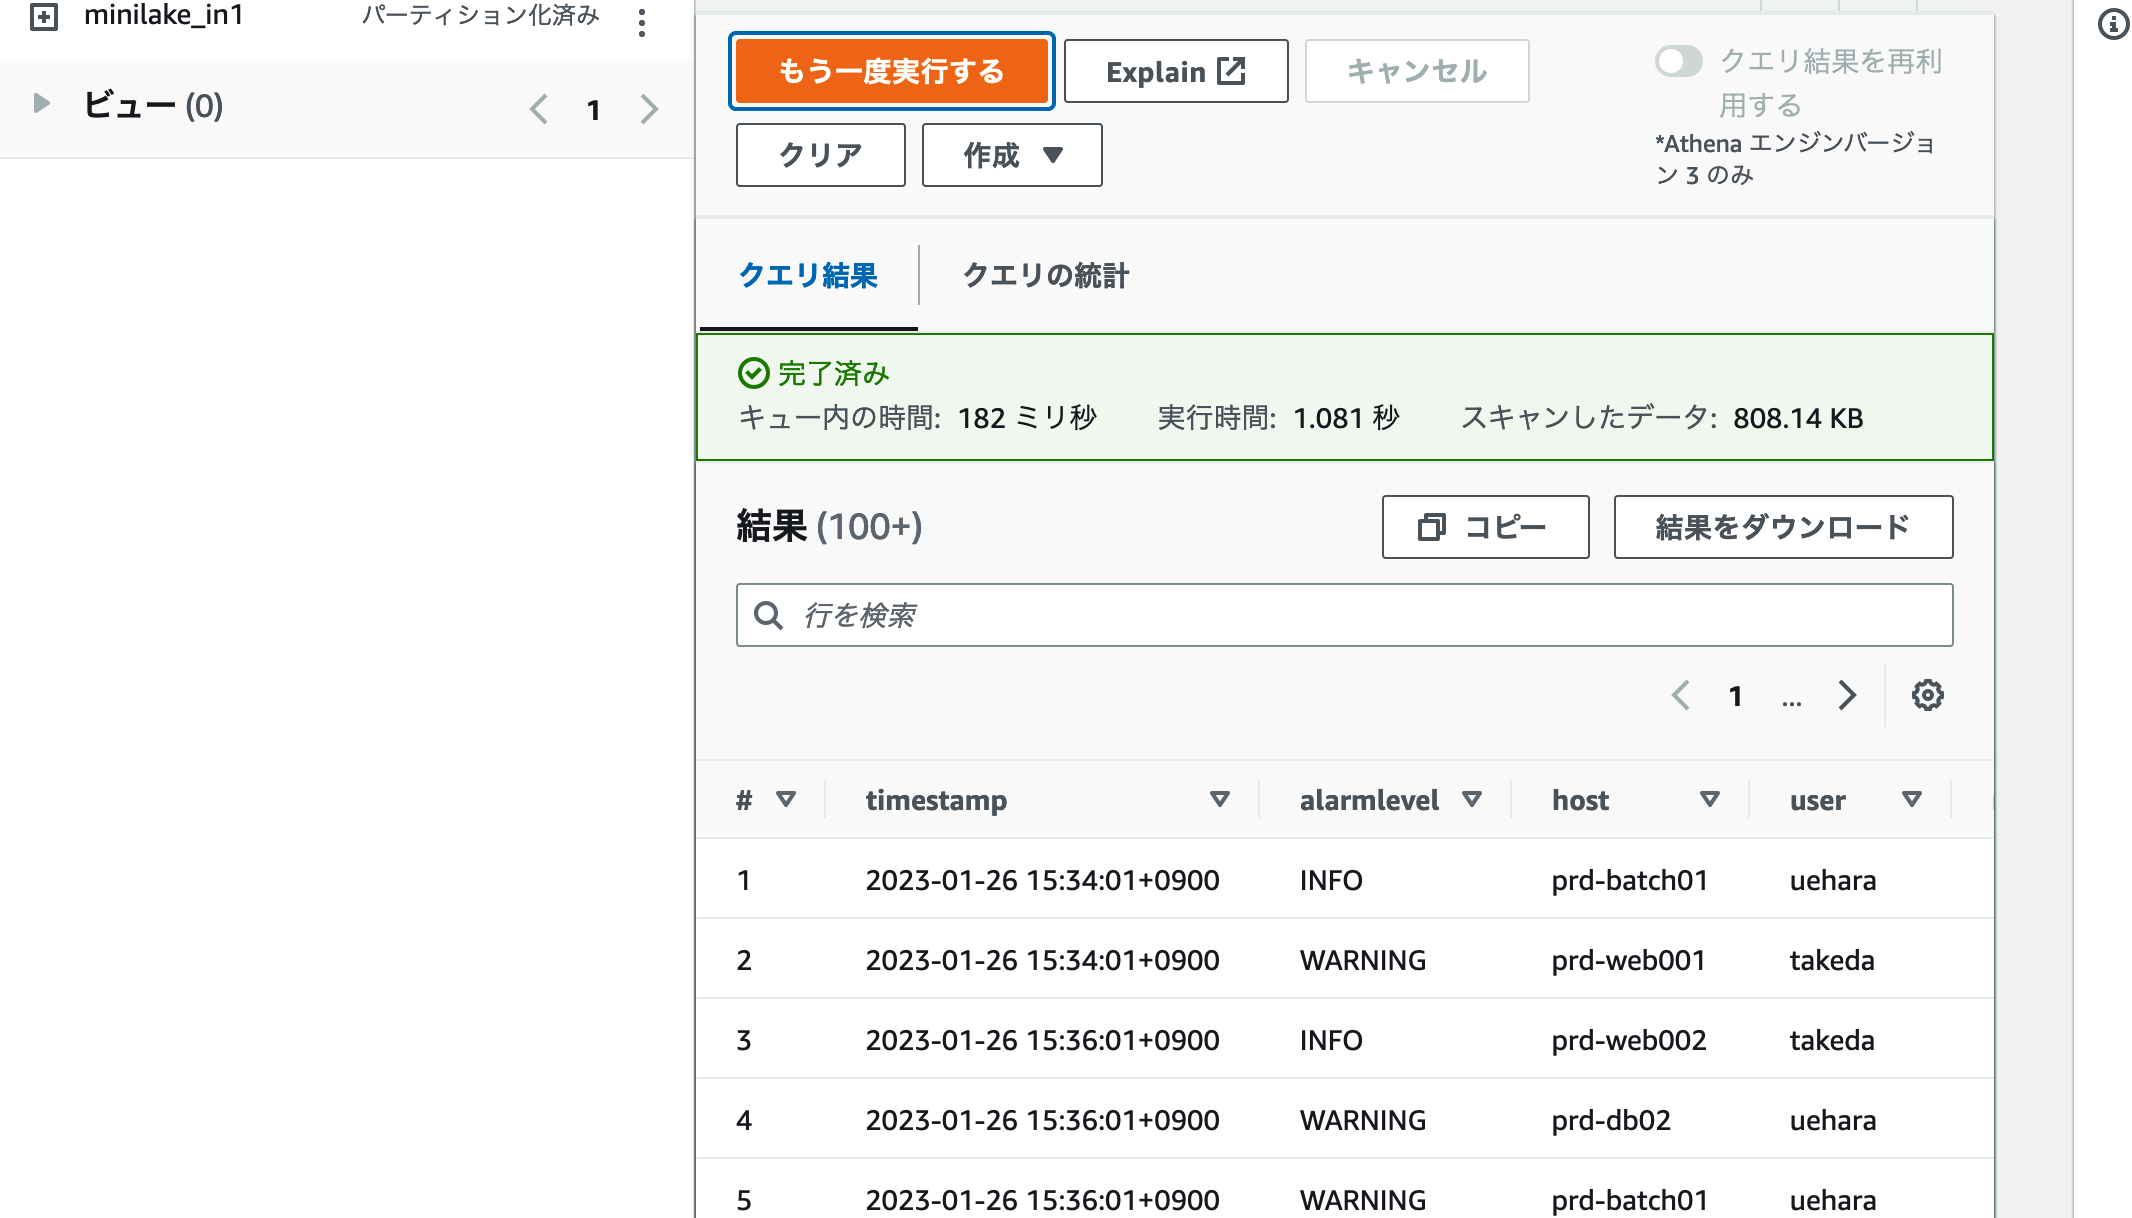 minilake_in1 パーティション化済み
ビュー (0) 1
もう一度実行する Explain キャンセル
クエリ結果を再利
用する
*Athena エンジンバージョ
ン 3 のみ
クリア 作成
クエリ結果 クエリの統計
完了済み
キュー内の時間: 182 ミリ秒 実行時間: 1.081 秒 スキャンしたデータ: 808.14 KB
結果 (100+) コピー 結果をダウンロード
行を検索
1 ...
# timestamp alarmlevel host user
1 2023-01-26 15:34:01+0900 INFO prd-batch01 uehara
2 2023-01-26 15:34:01+0900 WARNING prd-web001 takeda
3 2023-01-26 15:36:01+0900 INFO prd-web002 takeda
4 2023-01-26 15:36:01+0900 WARNING prd-db02 uehara
5 2023-01-26 15:36:01+0900 WARNING prd-batch01 uehara